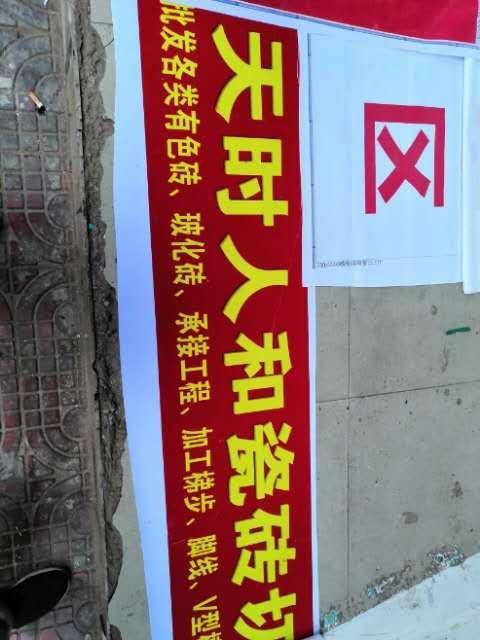 天时人和瓷砖切
批发各类有色砖、玻化砖、承接工程、加工梯步、脚线、V型
区